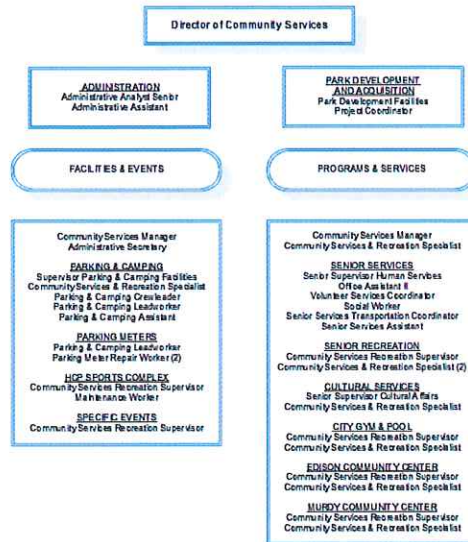 Director of Community Services
ADMINISTRATION
Administrative Analyst Senior
Administrative Assistant
PARK DEVELOPMENT
AND ACQUISITION
Park Development Facilities
Project Coordinator
FACILITIES & EVENTS
PROGRAMS & SERVICES
Community Services Manager
Administrative Secretary
PARKING & CAMPING
Supervisor Parking & Camping Facilities
Community Services & Recreation Specialist
Parking & Camping Crewleader
Parking & Camping Leadworker
Parking & Camping Assistant
PARKING METERS
Parking & Camping Leadworker
Parking Meter Repair Worker (2)
HCP SPORTS COMPLEX
Community Services Recreation Supervisor
Maintenance Worker
SPECIFIC EVENTS
Community Services Recreation Supervisor
Community Services Manager
Community Services & Recreation Specialist
SENIOR SERVICES
Senior Supervisor Human Services
Office Assistant II
Volunteer Services Coordinator
Social Worker
Senior Services Transportation Coordinator
Senior Services Assistant
SENIOR RECREATION
Community Services Recreation Supervisor
Community Services & Recreation Specialist (2)
CULTURAL SERVICES
Senior Supervisor Cultural Affairs
Community Services & Recreation Specialist
CITY GYM & POOL
Community Services Recreation Supervisor
Community Services & Recreation Specialist
EDISON COMMUNITY CENTER
Community Services Recreation Supervisor
Community Services & Recreation Specialist
MURDY COMMUNITY CENTER
Community Services Recreation Supervisor
Community Services & Recreation Specialist